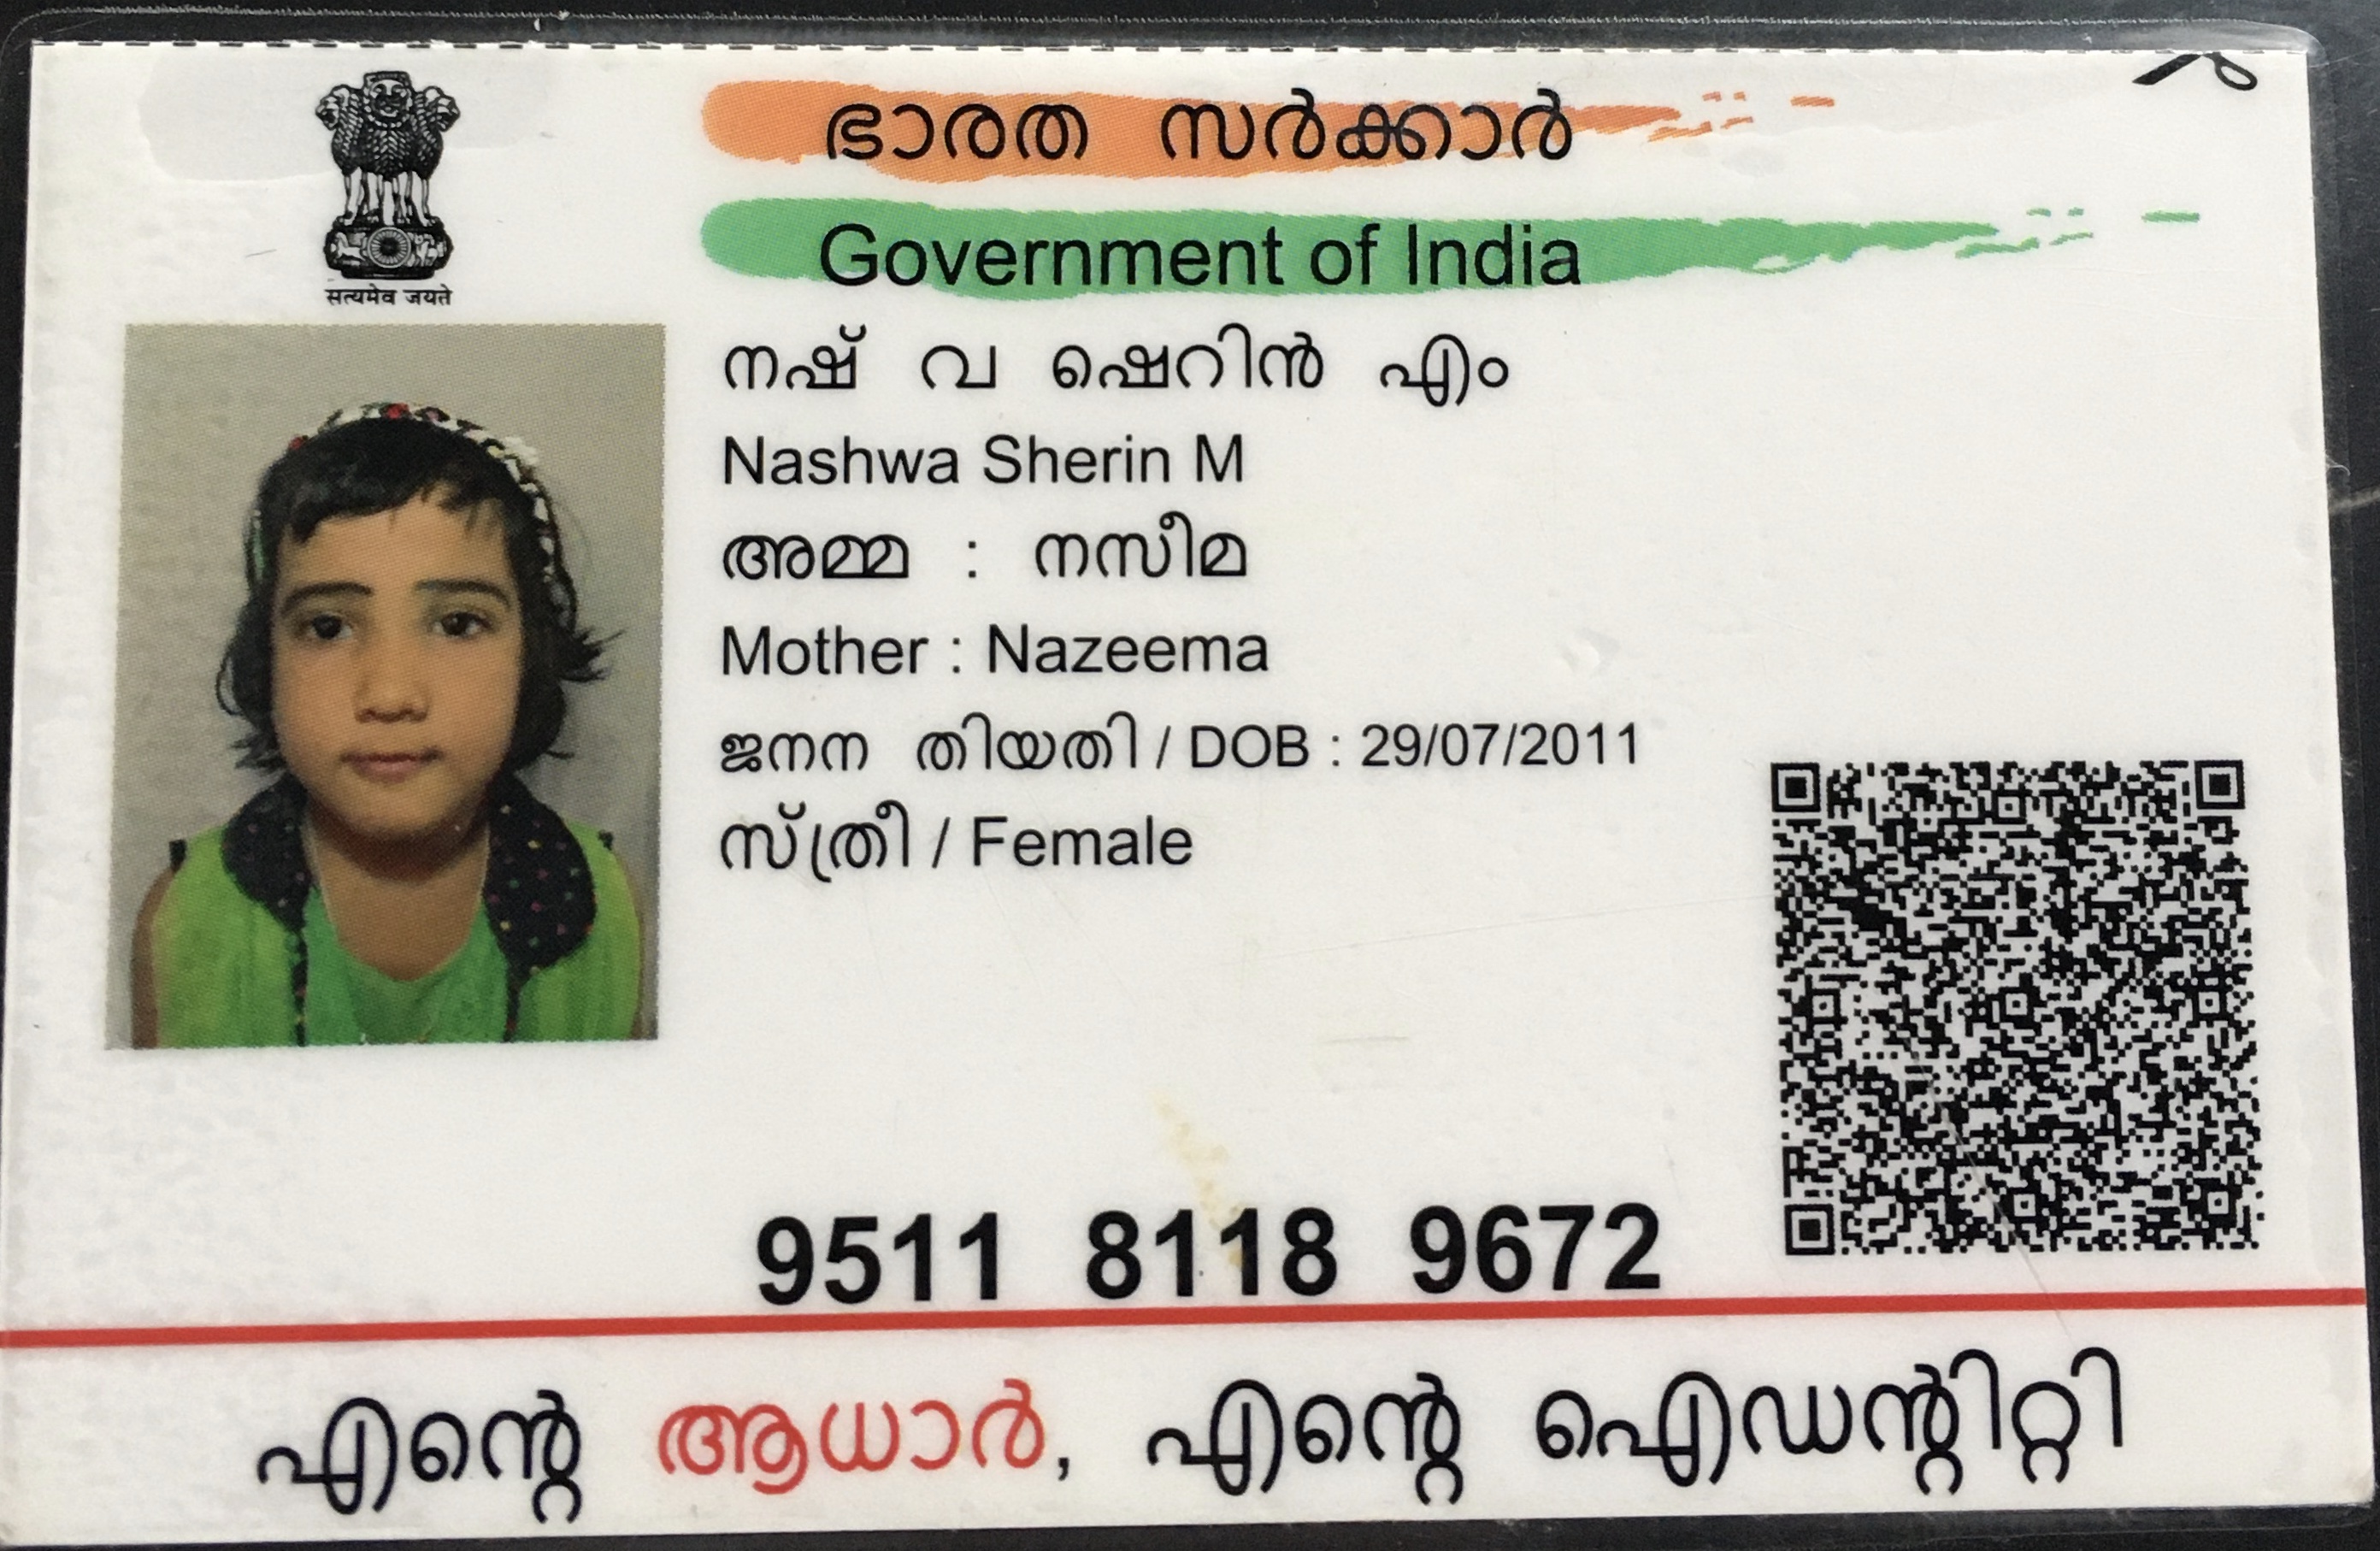 ഭാരത സർക്കാർ
Government of India
सत्यमेव जयते
നഷ് വ ഷെറിൻ എം
Nashwa Sherin M
അമ്മ : നസീമ
Mother : Nazeema
ജനന തിയതി / DOB : 29/07/2011
സ്ത്രീ / Female
9511 8118 9672
എന്റെ ആധാർ, എന്റെ ഐഡന്റിറ്റി